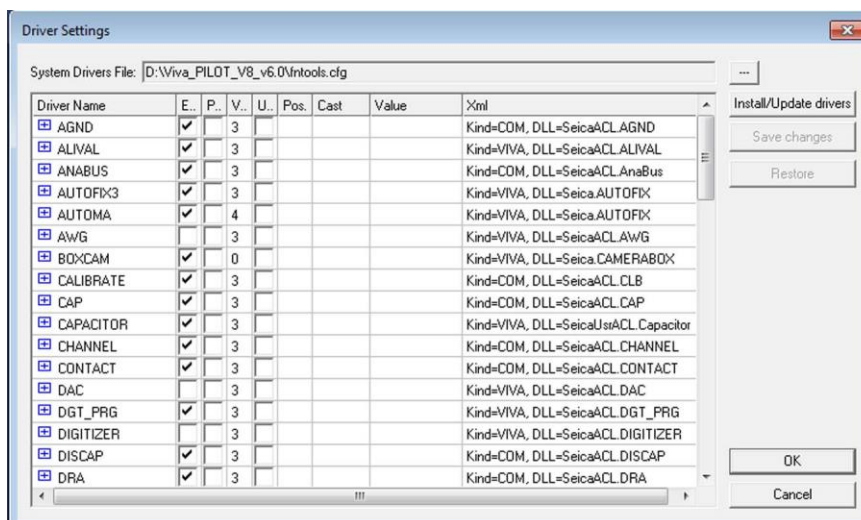 Driver Settings
System Drivers File: D:\Viva_PILOT_V8_v6.0\fntools.cfg
...
Driver Name E.. P.. V.. U.. Pos. Cast Value Xml
AGND 3 Kind=COM, DLL=SeicaACL.AGND
ALIVAL 3 Kind=VIVA, DLL=SeicaACL.ALIVAL
ANABUS 3 Kind=COM, DLL=SeicaACL.AnaBus
AUTOFIX3 3 Kind=VIVA, DLL=Seica.AUTOFIX
AUTOMA 4 Kind=VIVA, DLL=Seica.AUTOFIX
AWG 3 Kind=VIVA, DLL=SeicaACL.AWG
BOXCAM 0 Kind=VIVA, DLL=Seica.CAMERABOX
CALIBRATE 3 Kind=COM, DLL=SeicaACL.CLB
CAP 3 Kind=COM, DLL=SeicaACL.CAP
CAPACITOR 3 Kind=VIVA, DLL=SeicaUsrACL.Capacitor
CHANNEL 3 Kind=COM, DLL=SeicaACL.CHANNEL
CONTACT 3 Kind=COM, DLL=SeicaACL.CONTACT
DAC 3 Kind=VIVA, DLL=SeicaACL.DAC
DGT_PRG 3 Kind=VIVA, DLL=SeicaACL.DGT_PRG
DIGITIZER 3 Kind=VIVA, DLL=SeicaACL.DIGITIZER
DISCAP 3 Kind=COM, DLL=SeicaACL.DISCAP
DRA 3 Kind=COM, DLL=SeicaACL.DRA
Install/Update drivers
Save changes
Restore
OK
Cancel